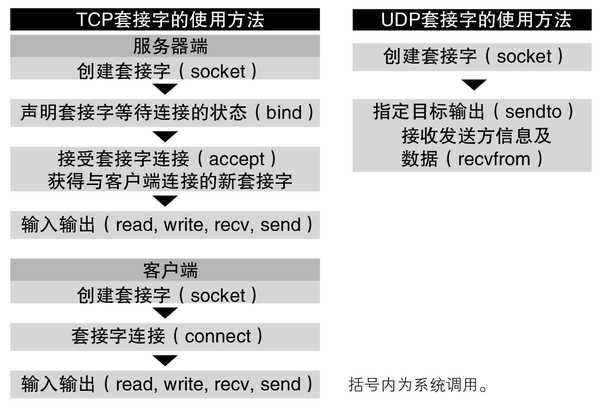 TCP套接字的使用方法
服务器端
创建套接字（socket）
声明套接字等待连接的状态（bind）
接受套接字连接（accept）
获得与客户端连接的新套接字
输入输出（read, write, recv, send）
客户端
创建套接字（socket）
套接字连接（connect）
输入输出（read, write, recv, send）
UDP套接字的使用方法
创建套接字（socket）
指定目标输出（sendto）
接收发送方信息及
数据（recvfrom）
括号内为系统调用。